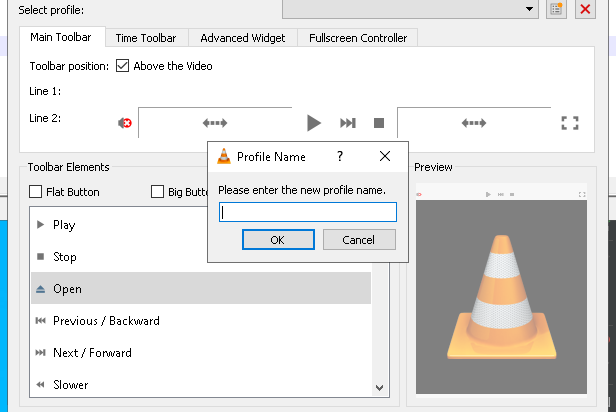 Select profile:
Main Toolbar
Time Toolbar
Advanced Widget
Fullscreen Controller
Toolbar position:
Above the Video
Line 1:
Line 2:
Profile Name
?
Please enter the new profile name.
OK
Cancel
Toolbar Elements
Flat Button
Big
Play
Stop
Open
Previous / Backward
Next / Forward
Slower
Preview